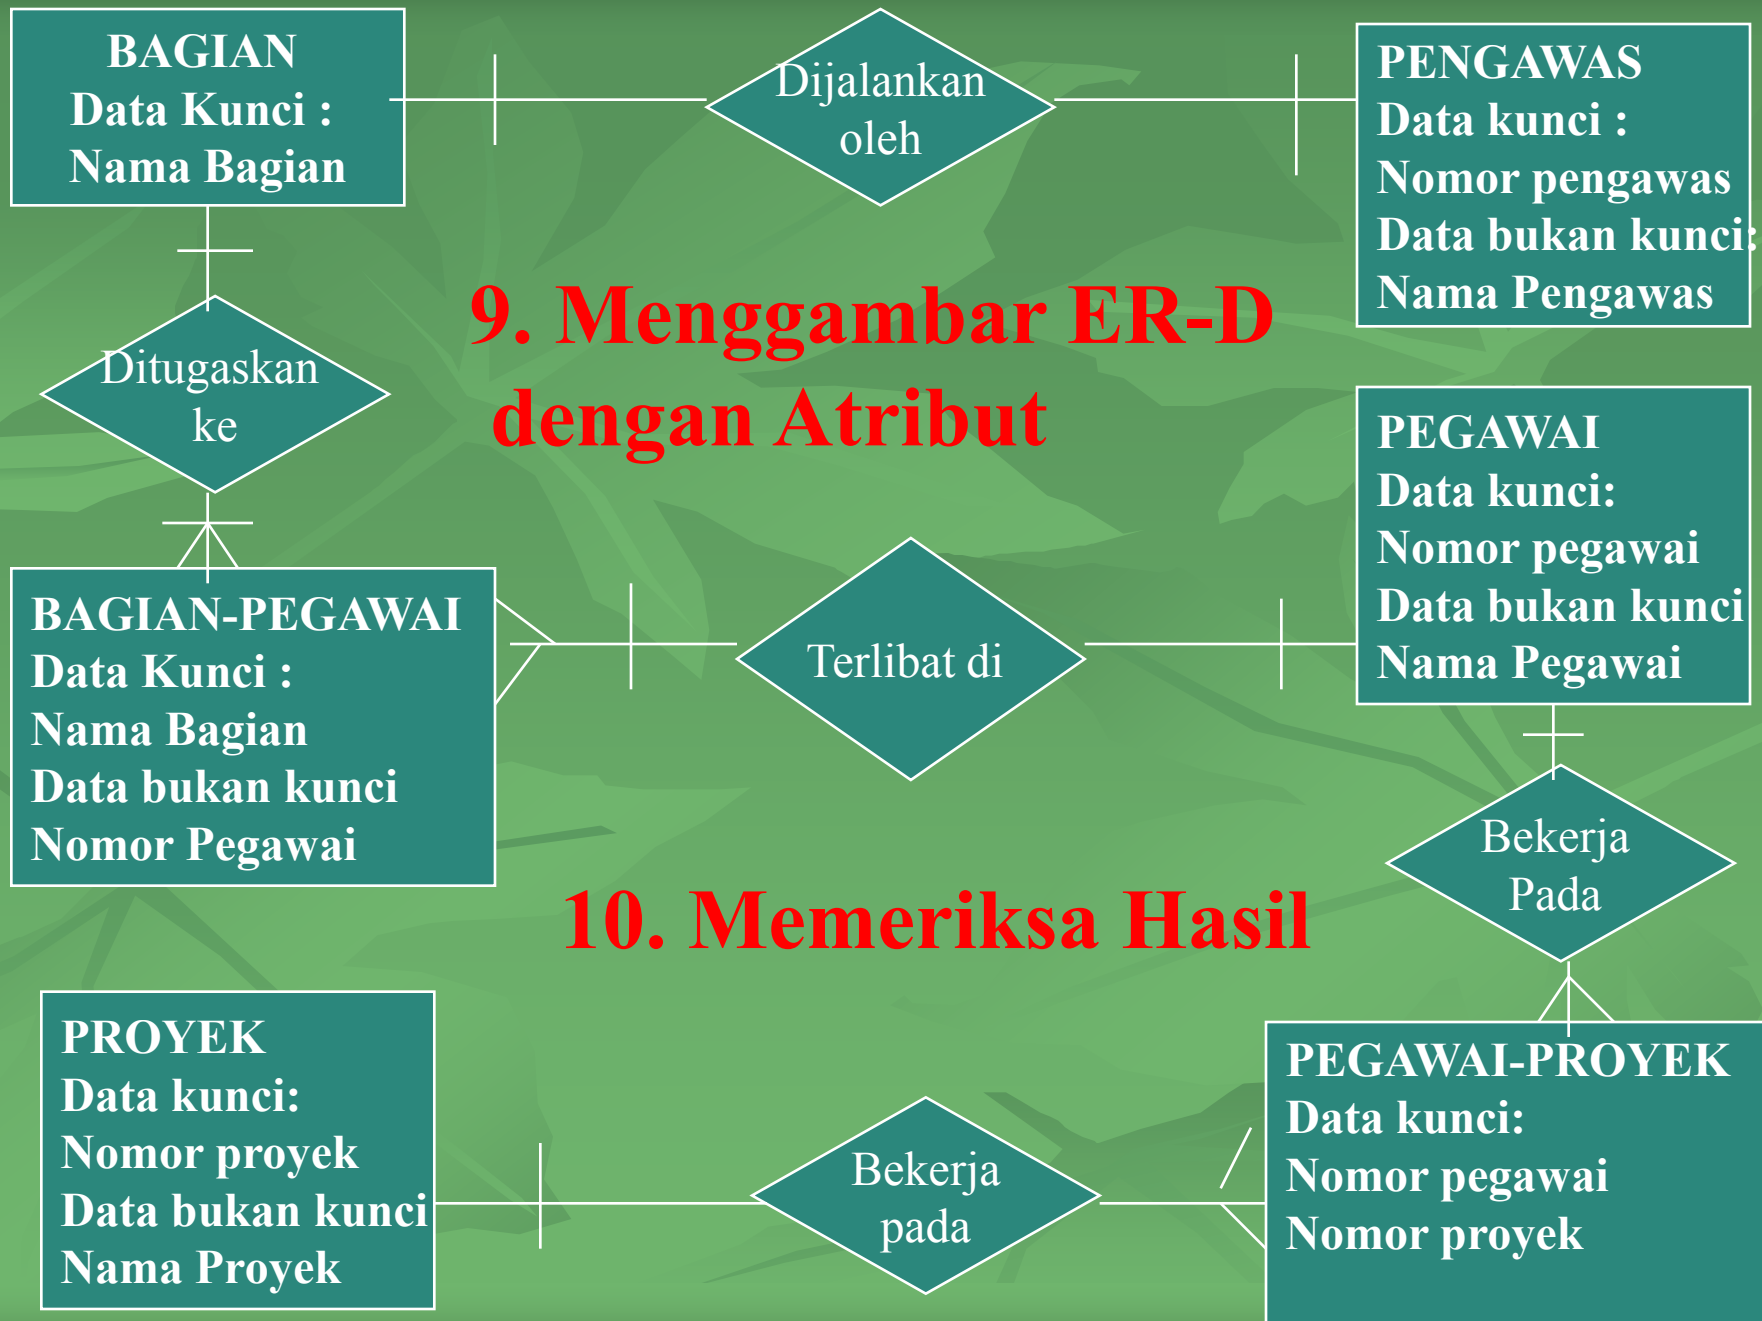 BAGIAN
Data Kunci :
Nama Bagian
Dijalankan
oleh
PENGAWAS
Data kunci :
Nomor pengawas
Data bukan kunci:
Nama Pengawas
9. Menggambar ER-D
dengan Atribut
Ditugaskan
ke
PEGAWAI
Data kunci:
Nomor pegawai
Data bukan kunci
Nama Pegawai
BAGIAN-PEGAWAI
Data Kunci :
Nama Bagian
Data bukan kunci
Nomor Pegawai
Terlibat di
Bekerja
Pada
10. Memeriksa Hasil
PROYEK
Data kunci:
Nomor proyek
Data bukan kunci
Nama Proyek
Bekerja
pada
PEGAWAI-PROYEK
Data kunci:
Nomor pegawai
Nomor proyek